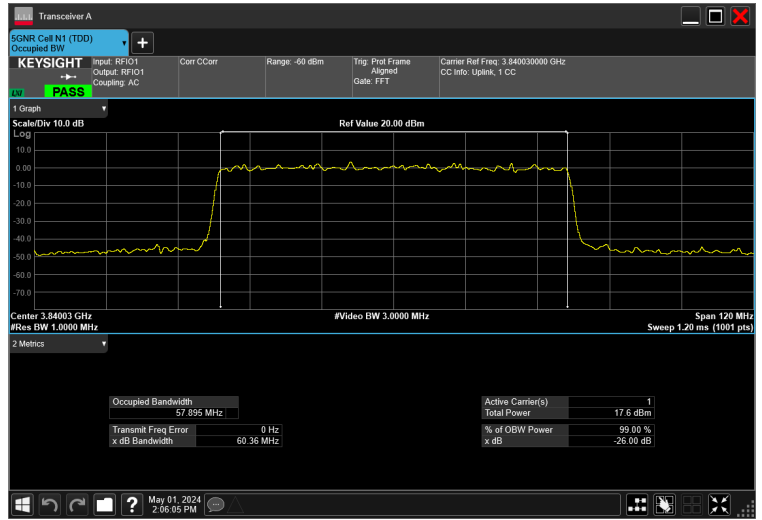 Transceiver A
5GNR Cell N1 (TDD)
Occupied BW
KEYSIGHT
LXI
PASS
Input: RFIO1
Output: RFIO1
Coupling: AC
Corr CCorr
Range: -60 dBm
Trig: Prot Frame
Aligned
Gate: FFT
Carrier Ref Freq: 3.840030000 GHz
CC Info: Uplink, 1 CC
1 Graph
Scale/Div 10.0 dB
Ref Value 20.00 dBm
Log
10.0
0.00
-10.0
-20.0
-30.0
-40.0
-50.0
-60.0
-70.0
Center 3.84003 GHz
#Video BW 3.0000 MHz
Span 120 MHz
#Res BW 1.0000 MHz
Sweep 1.20 ms (1001 pts)
2 Metrics
Occupied Bandwidth
57.895 MHz
Transmit Freq Error 0 Hz
x dB Bandwidth 60.36 MHz
Active Carrier(s) 1
Total Power 17.6 dBm
% of OBW Power 99.00 %
x dB -26.00 dB
May 01, 2024
2:06:05 PM